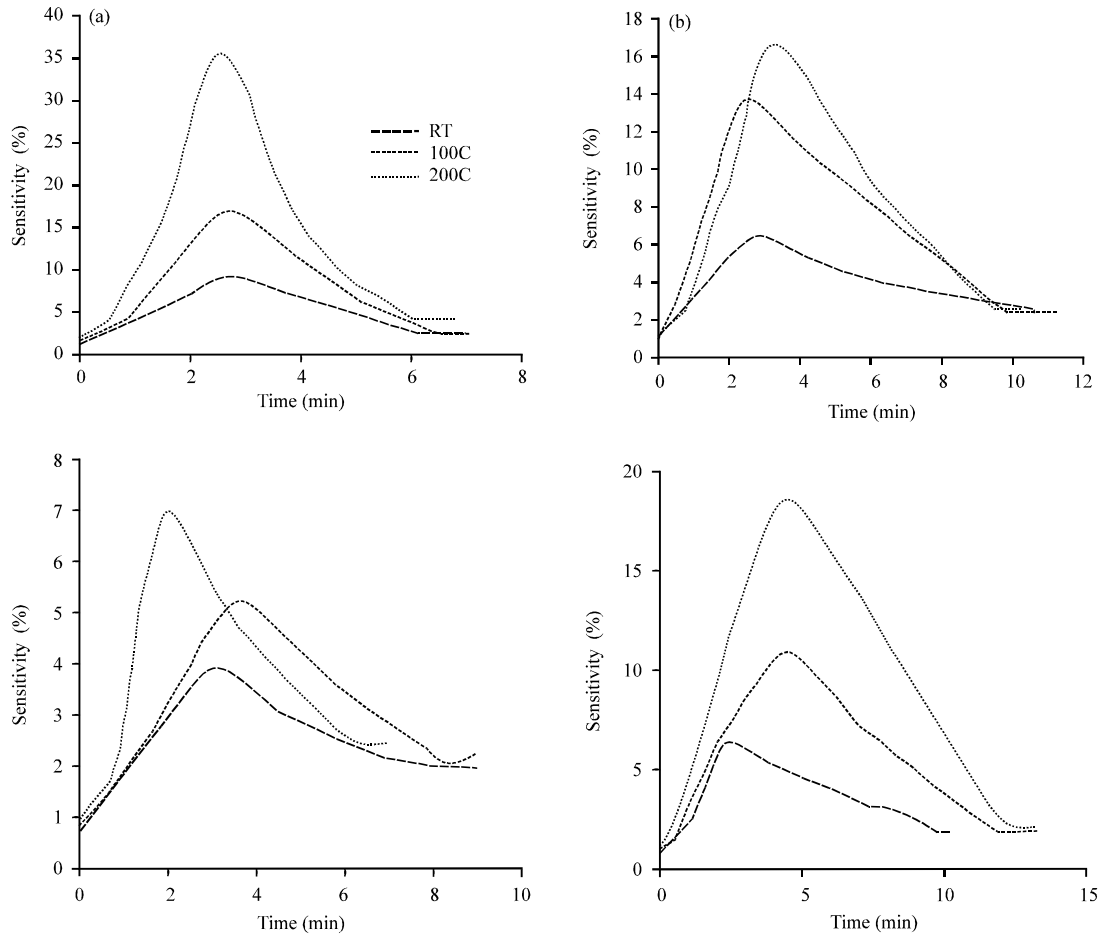 (a)
40
35
30
25
20
15
10
5
0
Sensitivity (%)
RT
100C
200C
0 2 4 6 8
Time (min)
(b)
18
16
14
12
10
8
6
4
2
0
Sensitivity (%)
0 2 4 6 8 10 12
Time (min)
8
7
6
5
4
3
2
1
0
Sensitivity (%)
0 2 4 6 8 10
Time (min)
20
15
10
5
0
Sensitivity (%)
0 5 10 15
Time (min)